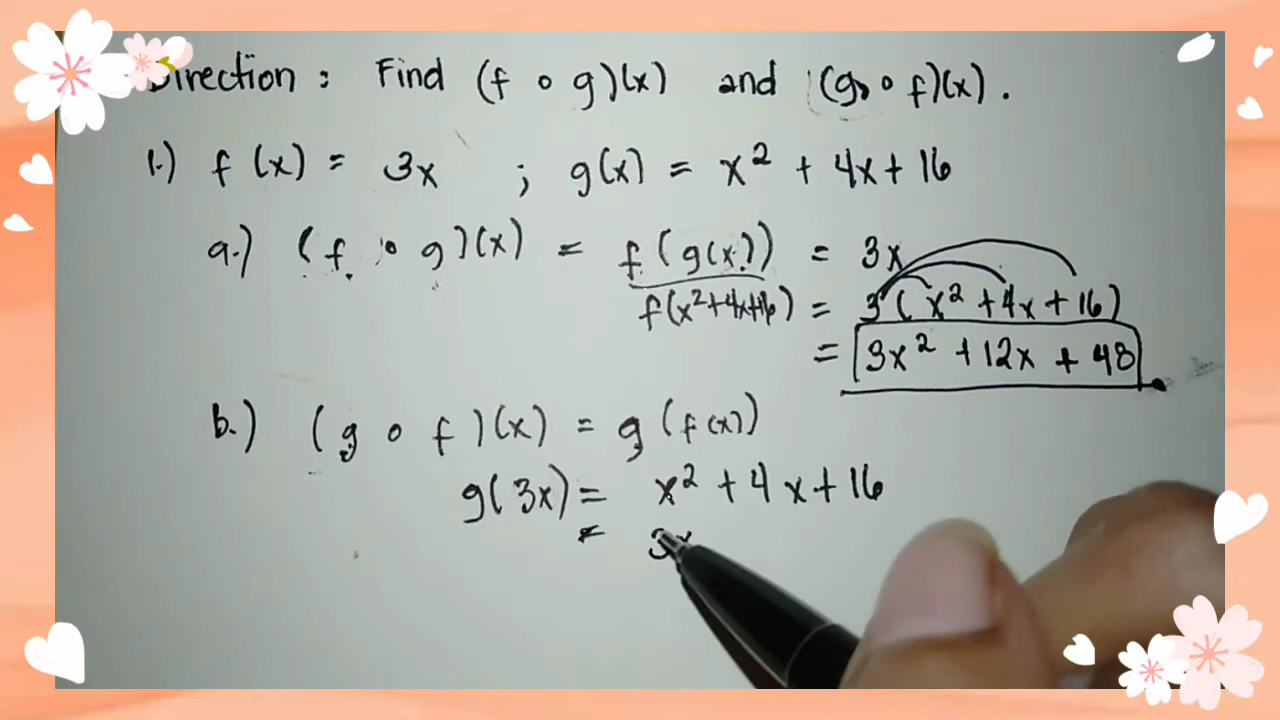 Direction: Find (f o g)(x) and (g o f)(x).
1.) f(x) = 3x ; g(x) = x² + 4x + 16
a.) (f o g)(x) = f(g(x)) = 3x
f(x²+4x+16) = 3(x² + 4x + 16)
= 3x² + 12x + 48
b.) (g o f)(x) = g(f(x))
g(3x) = x² + 4x + 16
= 3x